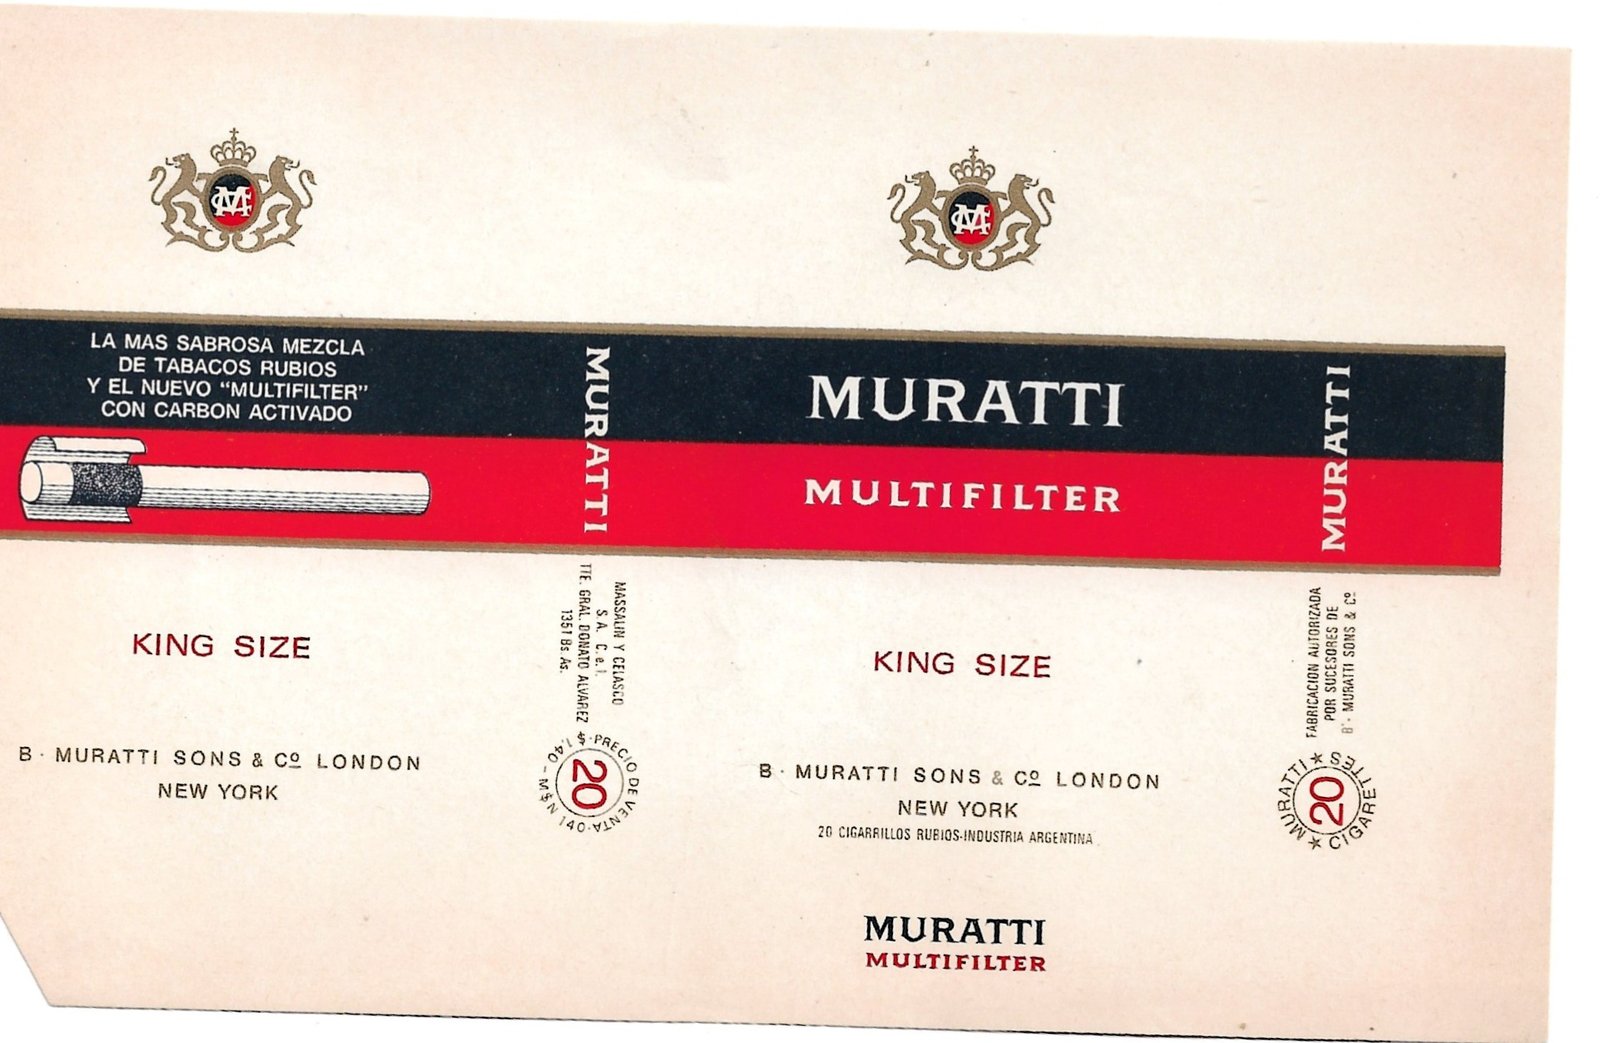 LA MAS SABROSA MEZCLA
DE TABACOS RUBIOS
Y EL NUEVO "MULTIFILTER"
CON CARBON ACTIVADO
KING SIZE
B · MURATTI SONS & Cº LONDON
NEW YORK
MURATTI
MASSALIN Y CELASCO
S.A. C. e I.
TTE. GRAL. DONATO ALVAREZ
1351 Bs. As.
$ 1,40 - M$N 140 · PRECIO DE VENTA
20
MURATTI
MULTIFILTER
KING SIZE
B · MURATTI SONS & Cº LONDON
NEW YORK
20 CIGARRILLOS RUBIOS-INDUSTRIA ARGENTINA
MURATTI
MULTIFILTER
MURATTI
FABRICACION AUTORIZADA
POR SUCESORES DE
B · MURATTI SONS & Cº
MURATTI ★ CIGARETTES ★
20